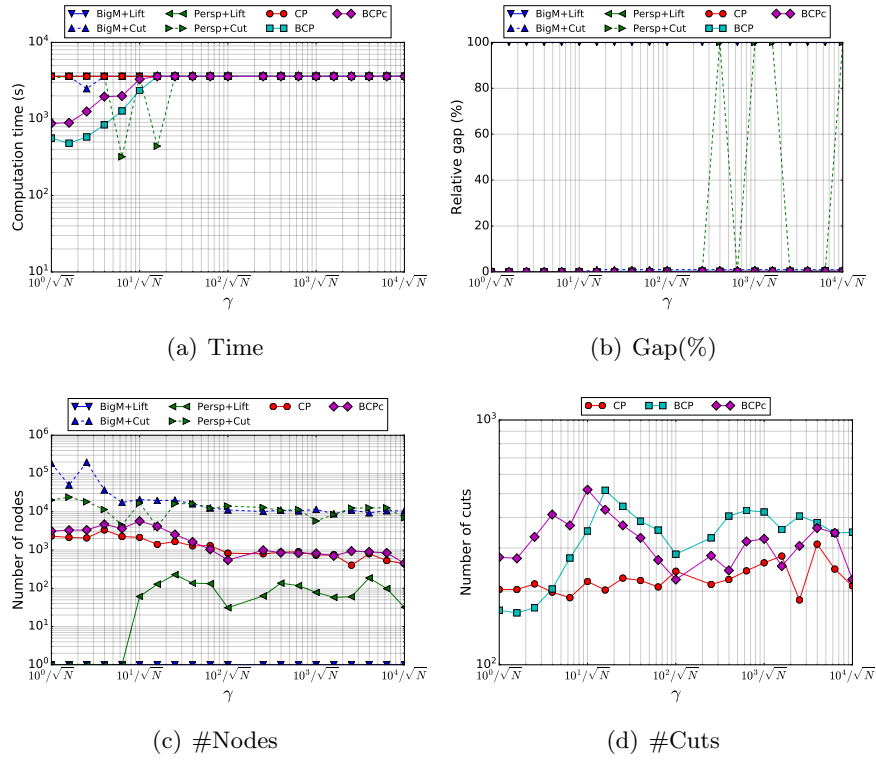 BigM+Lift Persp+Lift CP BCPc
BigM+Cut Persp+Cut BCP
10^4
10^3
10^2
10^1
Computation time (s)
10^0/√N 10^1/√N 10^2/√N 10^3/√N 10^4/√N
γ
(a) Time
BigM+Lift Persp+Lift CP BCPc
BigM+Cut Persp+Cut BCP
100
80
60
40
20
0
Relative gap (%)
10^0/√N 10^1/√N 10^2/√N 10^3/√N 10^4/√N
γ
(b) Gap(%)
BigM+Lift Persp+Lift CP BCPc
BigM+Cut Persp+Cut
10^6
10^5
10^4
10^3
10^2
10^1
10^0
Number of nodes
10^0/√N 10^1/√N 10^2/√N 10^3/√N 10^4/√N
γ
(c) #Nodes
CP BCP BCPc
10^3
10^2
Number of cuts
10^0/√N 10^1/√N 10^2/√N 10^3/√N 10^4/√N
γ
(d) #Cuts